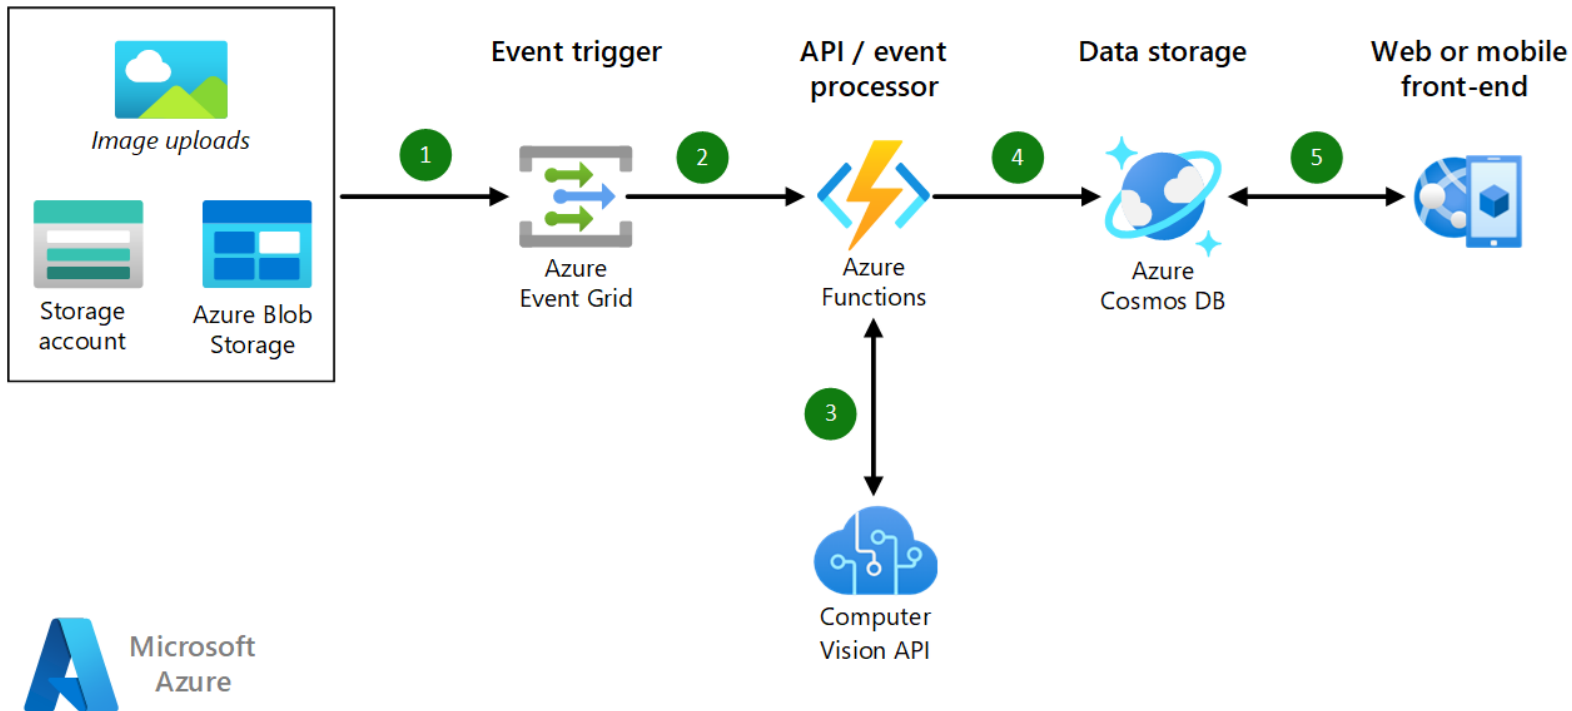 Image uploads
Storage
account
Azure Blob
Storage
1
Event trigger
Azure
Event Grid
2
API / event
processor
Azure
Functions
3
Computer
Vision API
4
Data storage
Azure
Cosmos DB
5
Web or mobile
front-end
Microsoft
Azure